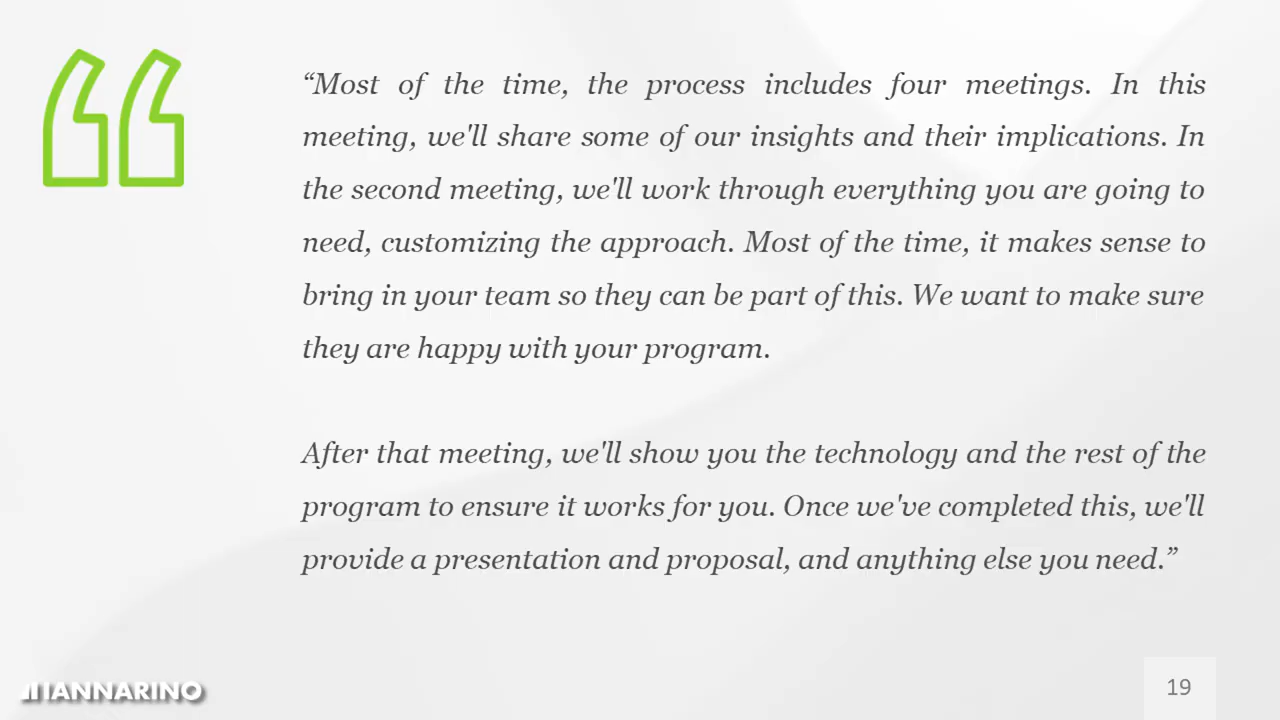 “Most of the time, the process includes four meetings. In this
meeting, we'll share some of our insights and their implications. In
the second meeting, we'll work through everything you are going to
need, customizing the approach. Most of the time, it makes sense to
bring in your team so they can be part of this. We want to make sure
they are happy with your program.
After that meeting, we'll show you the technology and the rest of the
program to ensure it works for you. Once we've completed this, we'll
provide a presentation and proposal, and anything else you need.”
IANNARINO
19